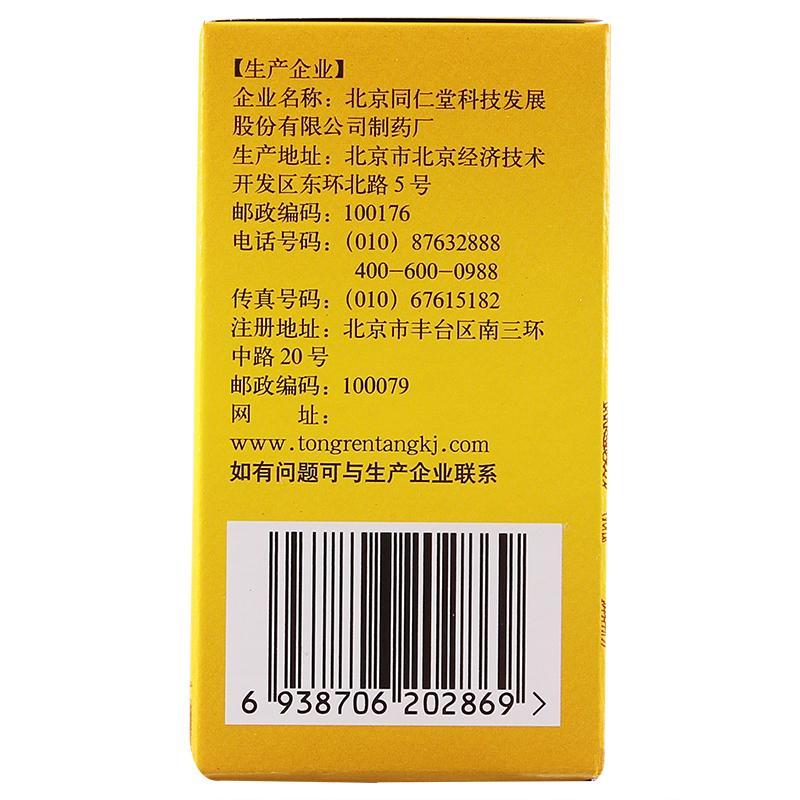 【生产企业】
企业名称：北京同仁堂科技发展
股份有限公司制药厂
生产地址：北京市北京经济技术
开发区东环北路5号
邮政编码：100176
电话号码：（010）87632888
400-600-0988
传真号码：（010）67615182
注册地址：北京市丰台区南三环
中路20号
邮政编码：100079
网　　址：
www.tongrentangkj.com
如有问题可与生产企业联系
6 938706 202869 >